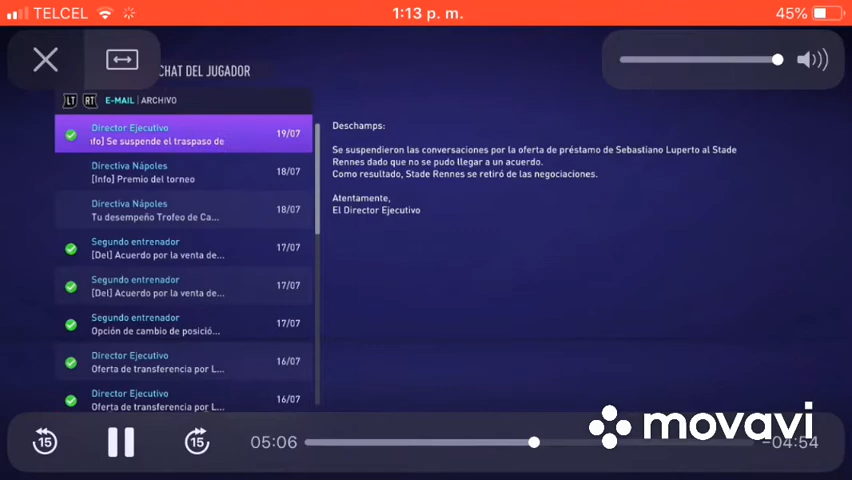 TELCEL 1:13 p. m. 45%
CHAT DEL JUGADOR
LT RT E-MAIL | ARCHIVO
Director Ejecutivo 19/07
nfo] Se suspende el traspaso de
Directiva Nápoles 18/07
[Info] Premio del torneo
Directiva Nápoles 18/07
Tu desempeño Trofeo de Ca...
Segundo entrenador 17/07
[Del] Acuerdo por la venta de...
Segundo entrenador 17/07
[Del] Acuerdo por la venta de...
Segundo entrenador 17/07
Opción de cambio de posició...
Director Ejecutivo 16/07
Oferta de transferencia por L...
Director Ejecutivo 16/07
Oferta de transferencia por L...
Deschamps:
Se suspendieron las conversaciones por la oferta de préstamo de Sebastiano Luperto al Stade
Rennes dado que no se pudo llegar a un acuerdo.
Como resultado, Stade Rennes se retiró de las negociaciones.
Atentamente,
El Director Ejecutivo
15 15 05:06 -04:54
movavi